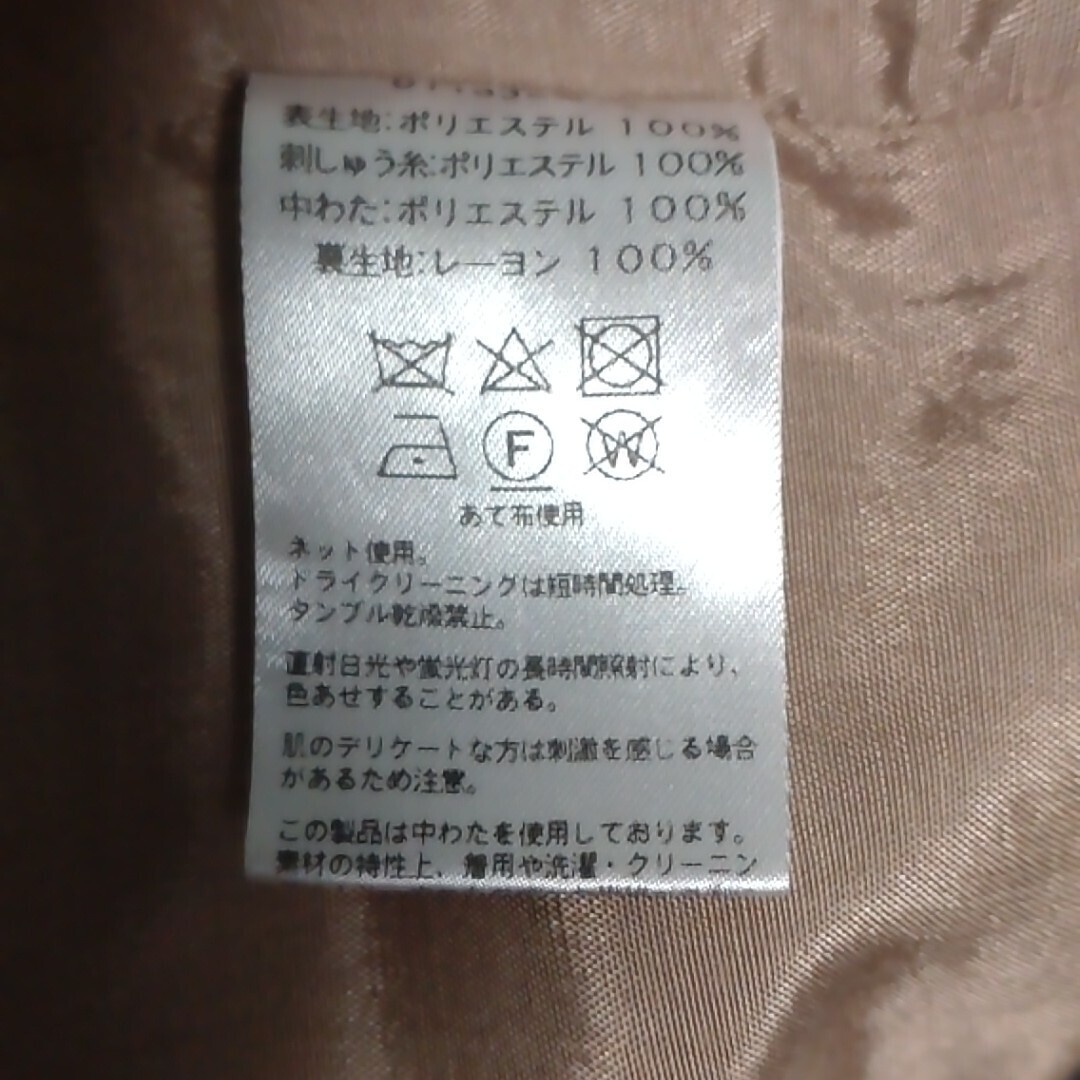 表生地:ポリエステル 100%
刺しゅう糸:ポリエステル 100%
中わた:ポリエステル 100%
裏生地:レーヨン 100%
F W
あて布使用
ネット使用。
ドライクリーニングは短時間処理。
タンブル乾燥禁止。
直射日光や蛍光灯の長時間照射により、
色あせすることがある。
肌のデリケートな方は刺激を感じる場合
があるため注意。
この製品は中わたを使用しております。
素材の特性上、着用や洗濯・クリーニン